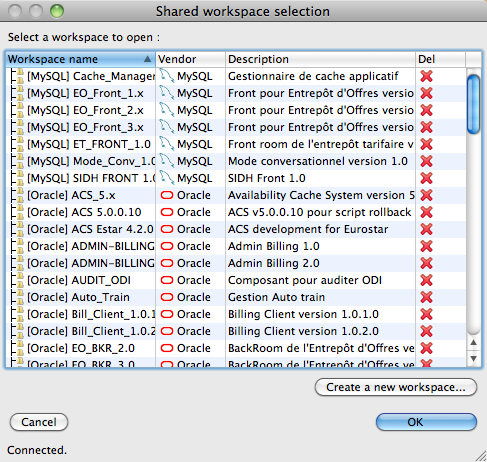 Shared workspace selection
Select a workspace to open :
Workspace name Vendor Description Del
[MySQL] Cache_Manager MySQL Gestionnaire de cache applicatif
[MySQL] EO_Front_1.x MySQL Front pour Entrepôt d'Offres versio
[MySQL] EO_Front_2.x MySQL Front pour Entrepôt d'Offres versio
[MySQL] EO_Front_3.x MySQL Front pour Entrepôt d'Offres versio
[MySQL] ET_FRONT_1.0 MySQL Front room de l'entrepôt tarifaire v
[MySQL] Mode_Conv_1.0 MySQL Mode conversationnel version 1.0
[MySQL] SIDH FRONT 1.0 MySQL SIDH Front 1.0
[Oracle] ACS_5.x Oracle Availability Cache System version 5
[Oracle] ACS 5.0.0.10 Oracle ACS v5.0.0.10 pour script rollback
[Oracle] ACS Estar 4.2.0 Oracle ACS development for Eurostar
[Oracle] ADMIN-BILLING Oracle Admin Billing 1.0
[Oracle] ADMIN-BILLING Oracle Admin Billing 2.0
[Oracle] AUDIT_ODI Oracle Composant pour auditer ODI
[Oracle] Auto_Train Oracle Gestion Auto train
[Oracle] Bill_Client_1.0.1 Oracle Billing Client version 1.0.1.0
[Oracle] Bill_Client_1.0.2 Oracle Billing Client version 1.0.2.0
[Oracle] EO_BKR_2.0 Oracle BackRoom de l'Entrepôt d'Offres ve
[Oracle] EO_BKR_3.0 Oracle BackRoom de l'Entrepôt d'Offres ve
Create a new workspace...
Cancel OK
Connected.